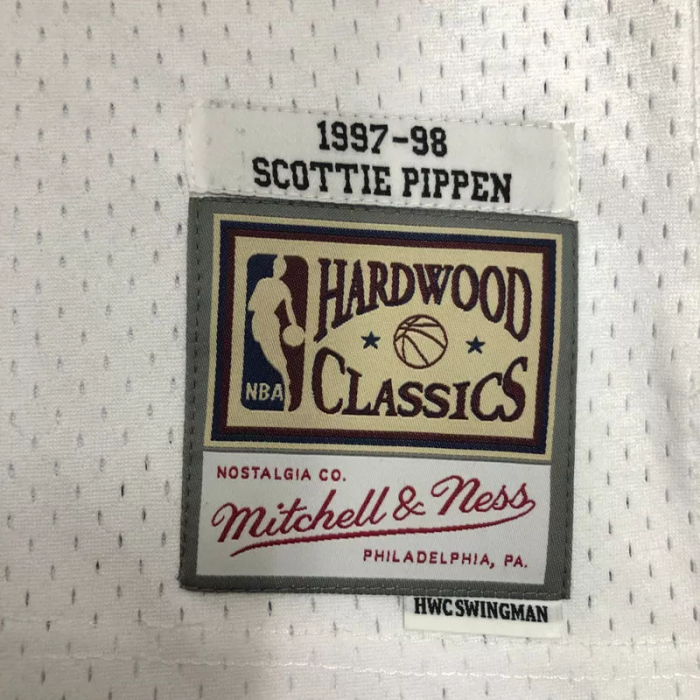 1997-98
SCOTTIE PIPPEN
HARDWOOD
CLASSICS
NBA
NOSTALGIA CO.
Mitchell & Ness
PHILADELPHIA, PA.
HWC SWINGMAN